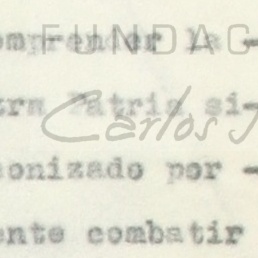 FUNDAC
omprender la -
tra Patria, si-
Carlos
onizado por -
ente combatir